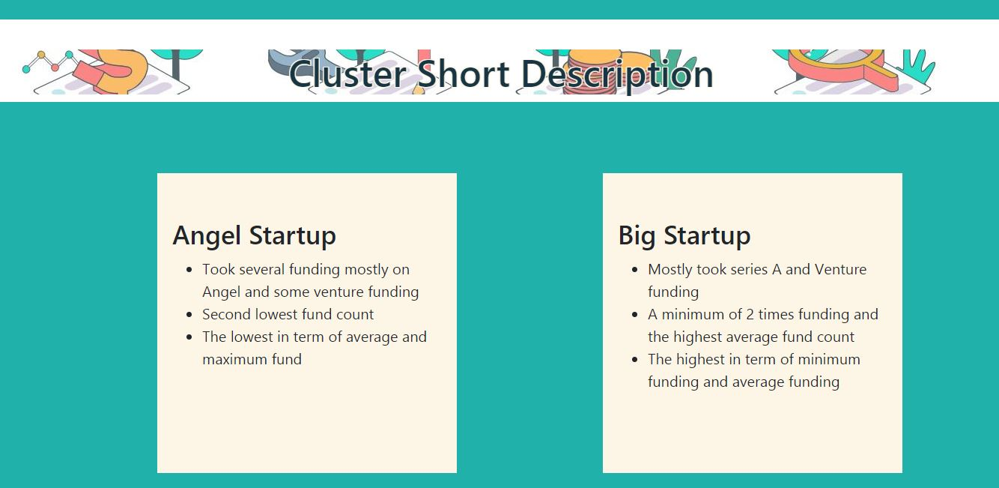 Cluster Short Description
Angel Startup
• Took several funding mostly on
Angel and some venture funding
• Second lowest fund count
• The lowest in term of average and
maximum fund
Big Startup
• Mostly took series A and Venture
funding
• A minimum of 2 times funding and
the highest average fund count
• The highest in term of minimum
funding and average funding